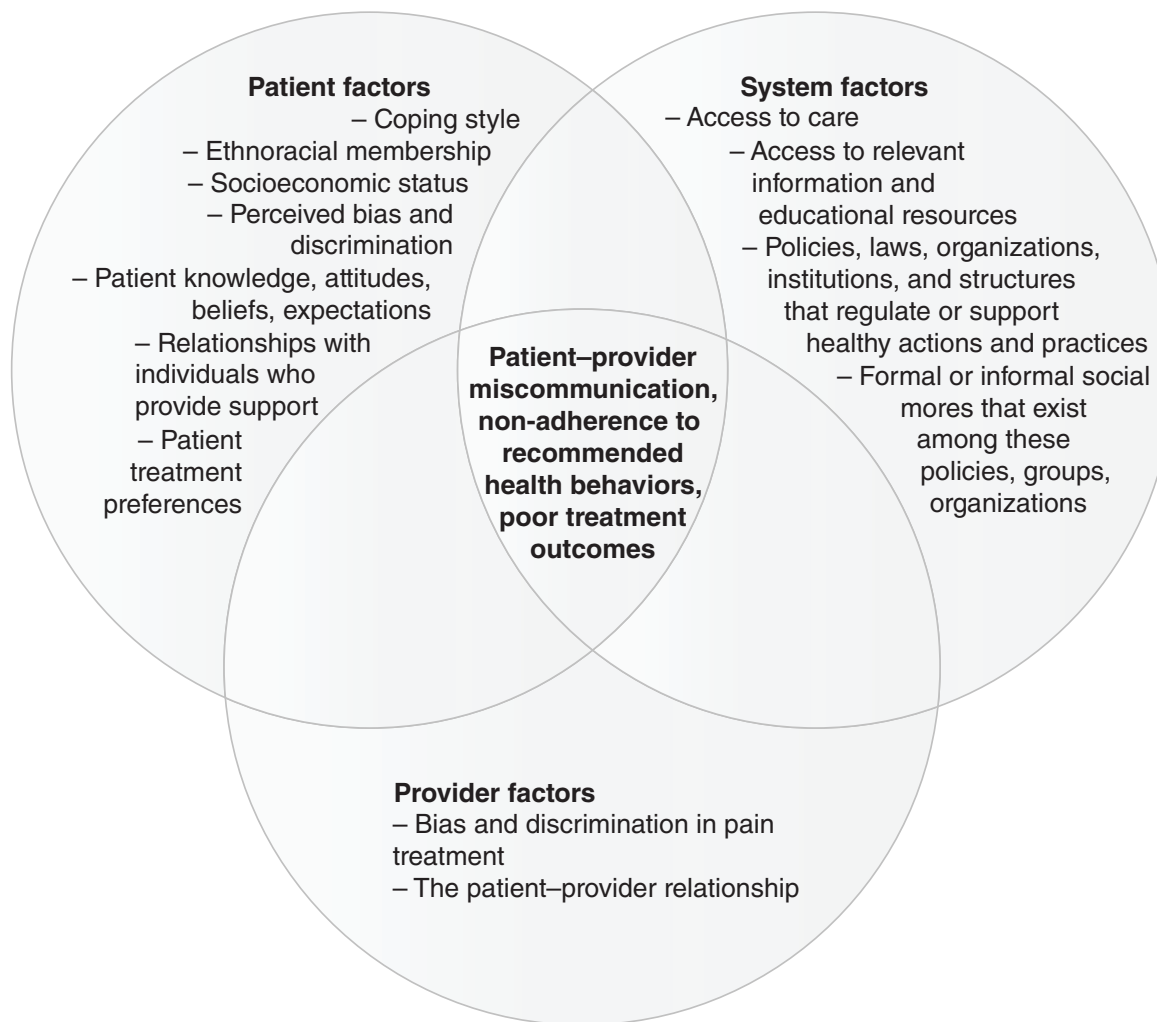 Patient factors
– Coping style
– Ethnoracial membership
– Socioeconomic status
– Perceived bias and
discrimination
– Patient knowledge, attitudes,
beliefs, expectations
– Relationships with
individuals who
provide support
– Patient
treatment
preferences
System factors
– Access to care
– Access to relevant
information and
educational resources
– Policies, laws, organizations,
institutions, and structures
that regulate or support
healthy actions and practices
– Formal or informal social
mores that exist
among these
policies, groups,
organizations
Patient–provider
miscommunication,
non-adherence to
recommended
health behaviors,
poor treatment
outcomes
Provider factors
– Bias and discrimination in pain
treatment
– The patient–provider relationship